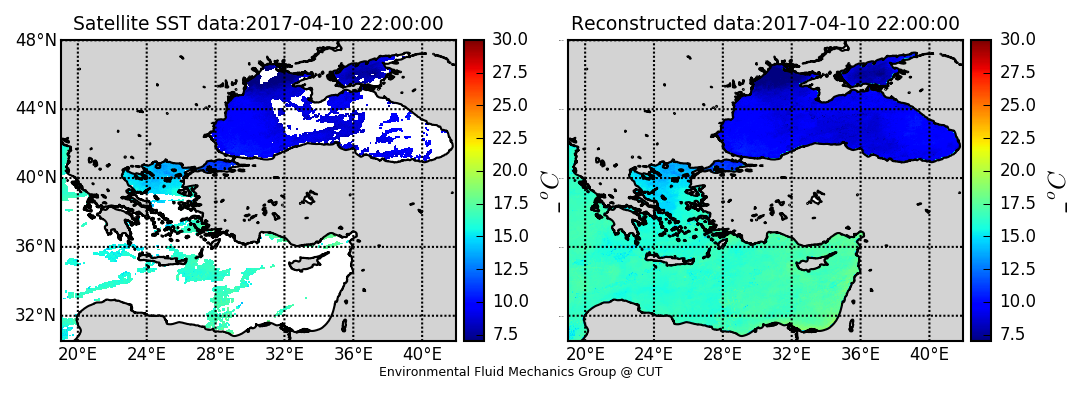 Satellite SST data:2017-04-10 22:00:00
Reconstructed data:2017-04-10 22:00:00
48°N
44°N
40°N
36°N
32°N
20°E 24°E 28°E 32°E 36°E 40°E
30.0
27.5
25.0
22.5
20.0
17.5
15.0
12.5
10.0
7.5
_ °C
20°E 24°E 28°E 32°E 36°E 40°E
30.0
27.5
25.0
22.5
20.0
17.5
15.0
12.5
10.0
7.5
_ °C
Environmental Fluid Mechanics Group @ CUT